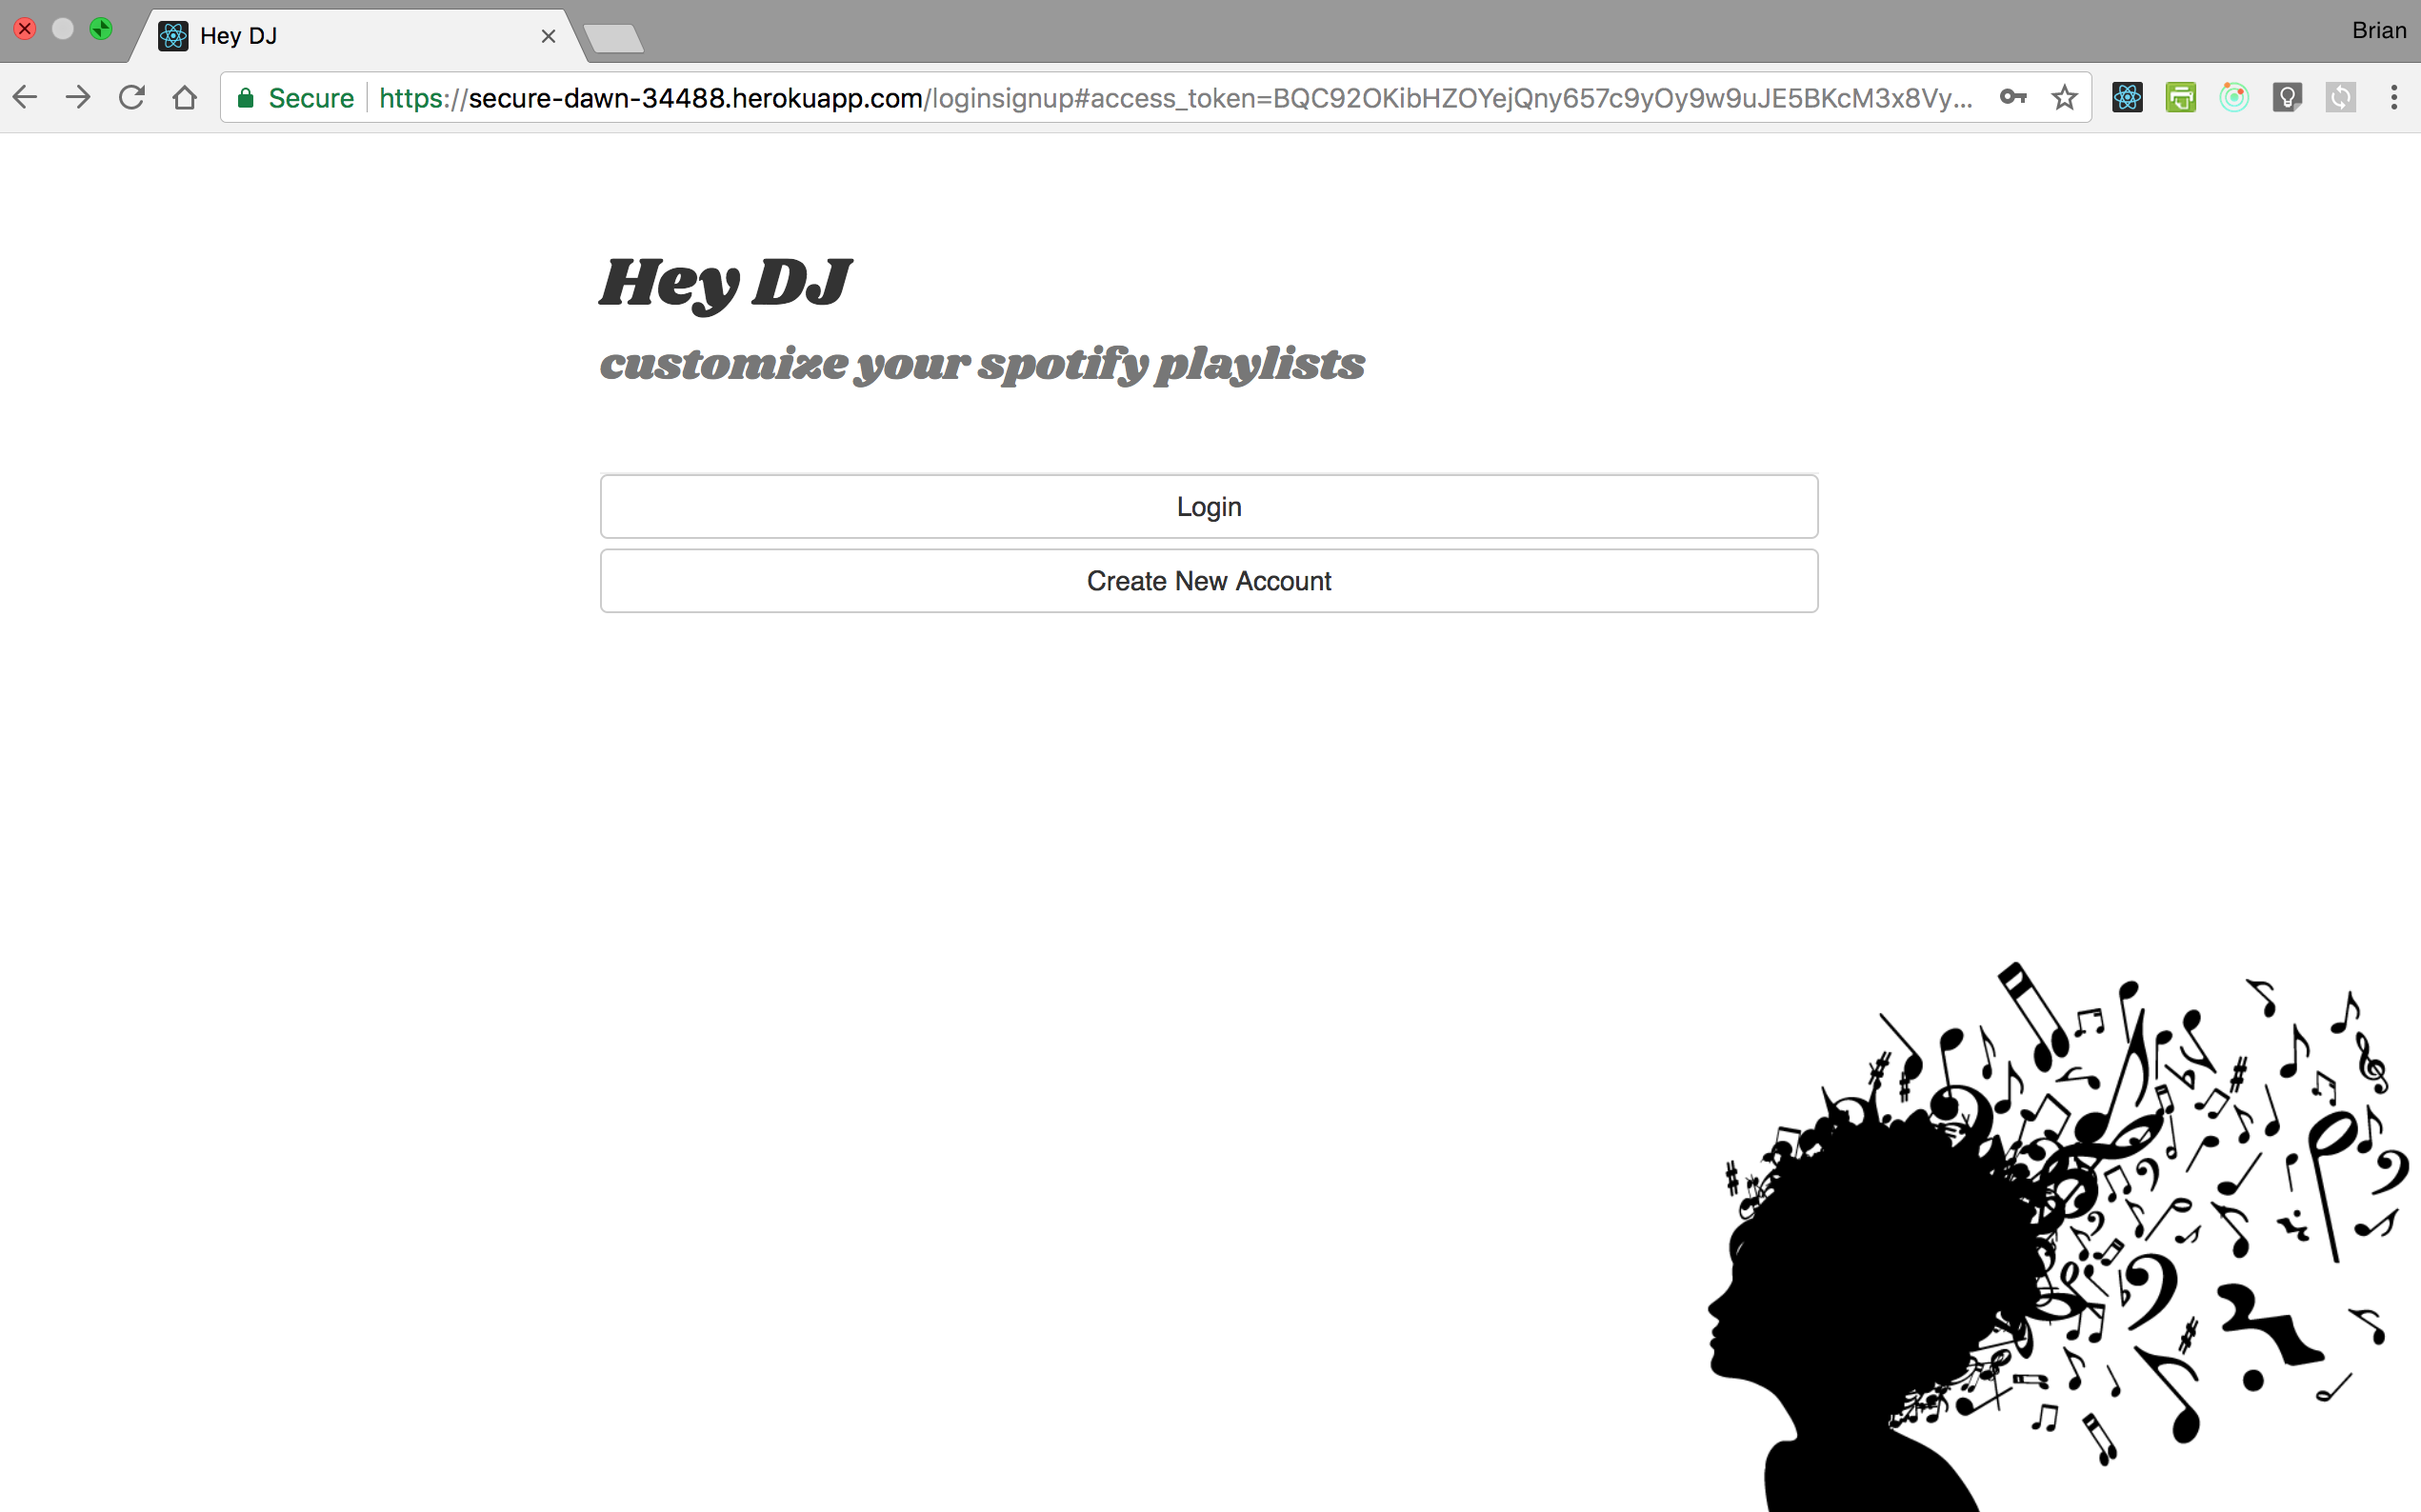 Hey DJ
Brian
Secure https://secure-dawn-34488.herokuapp.com/loginsignup#access_token=BQC92OKibHZOYejQny657c9yOy9w9uJE5BKcM3x8Vy...
Hey DJ
customize your spotify playlists
Login
Create New Account